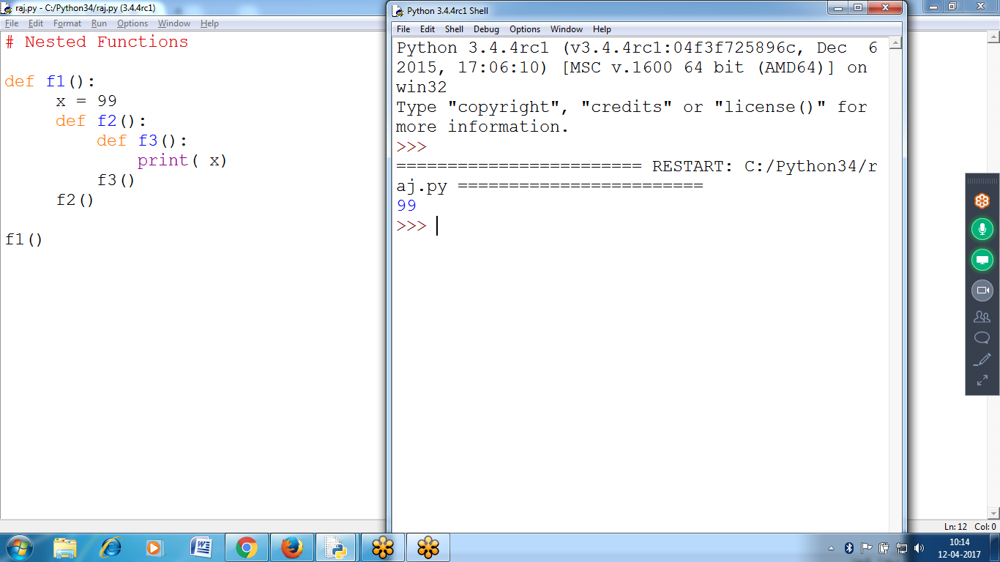 raj.py - C:/Python34/raj.py (3.4.4rc1)
File Edit Format Run Options Window Help
# Nested Functions
def f1():
     x = 99
     def f2():
         def f3():
             print( x)
         f3()
     f2()
f1()
Python 3.4.4rc1 Shell
File Edit Shell Debug Options Window Help
Python 3.4.4rc1 (v3.4.4rc1:04f3f725896c, Dec  6
2015, 17:06:10) [MSC v.1600 64 bit (AMD64)] on
win32
Type "copyright", "credits" or "license()" for
more information.
>>>
======================== RESTART: C:/Python34/r
aj.py ========================
99
>>>
Ln: 12 Col: 0
10:14
12-04-2017